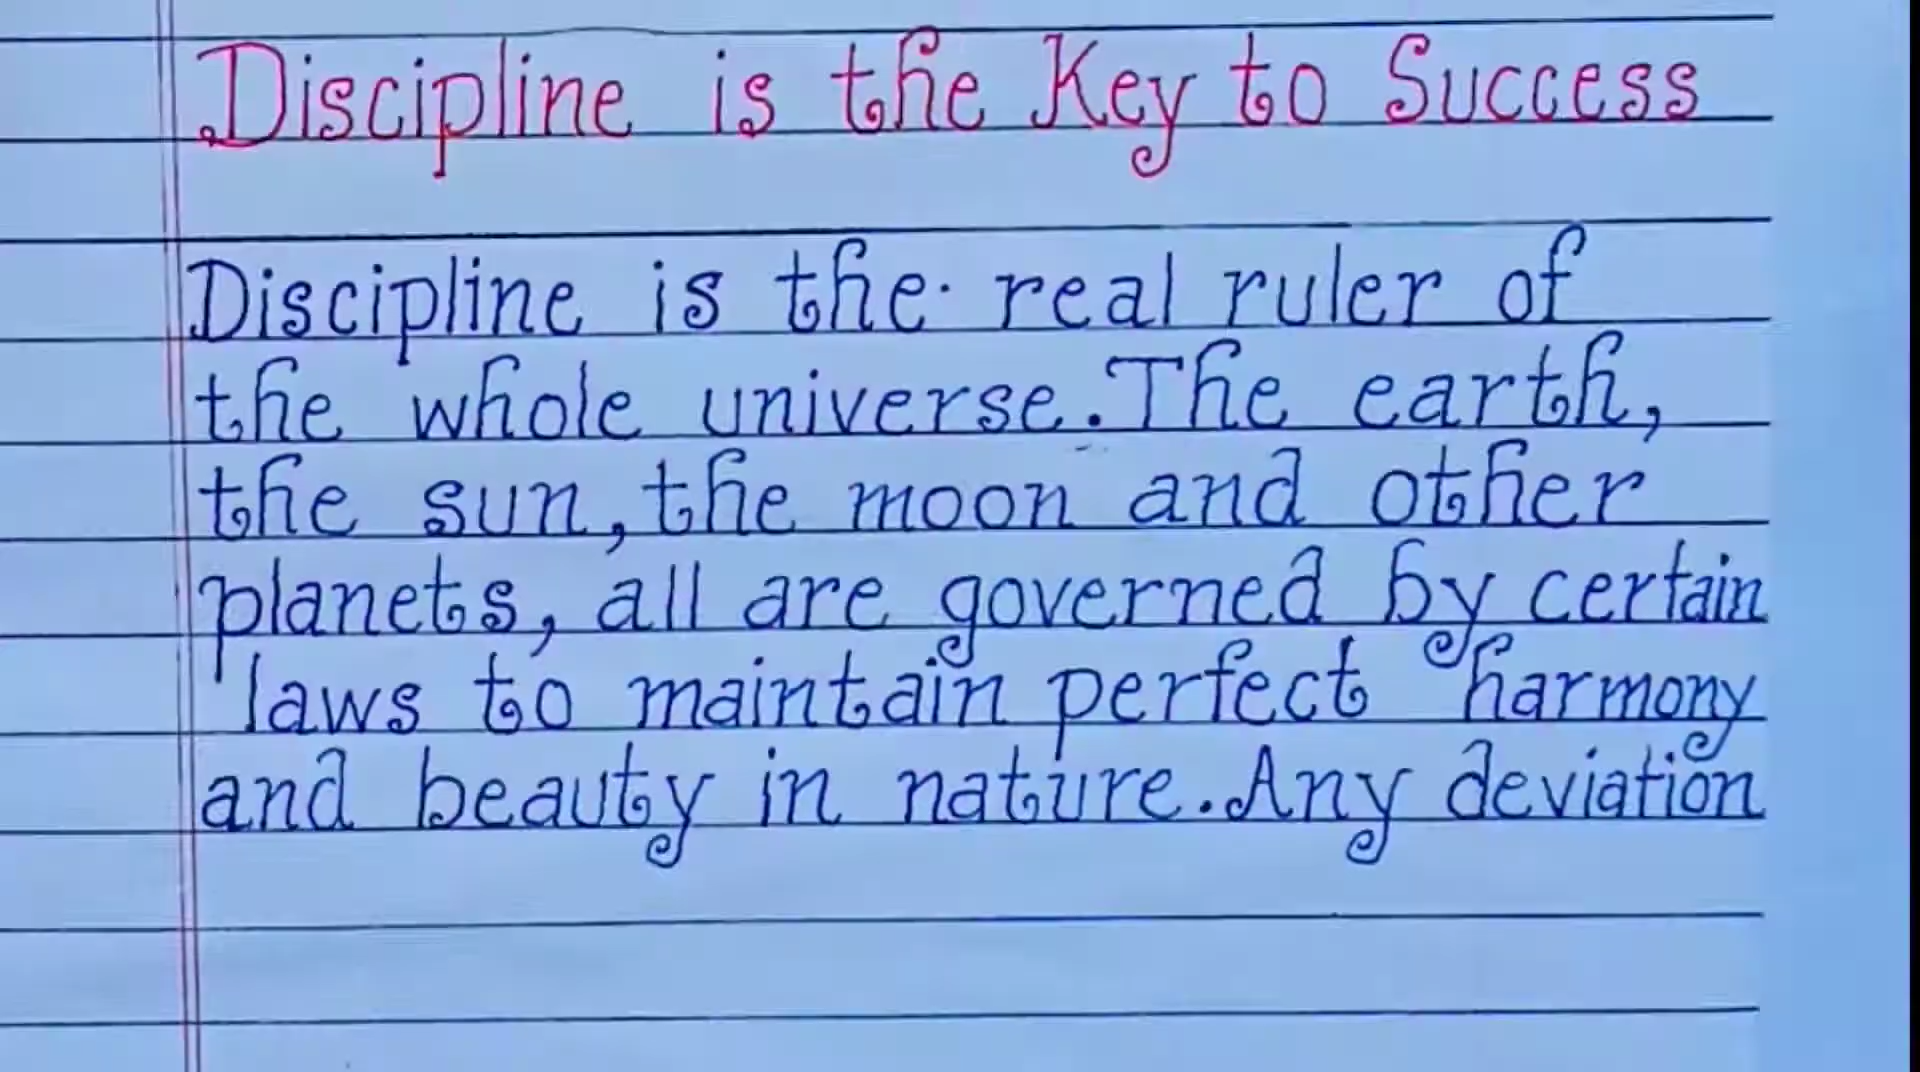 Discipline is the Key to Success
Discipline is the real ruler of
the whole universe. The earth,
the sun, the moon and other
planets, all are governed by certain
laws to maintain perfect harmony
and beauty in nature. Any deviation